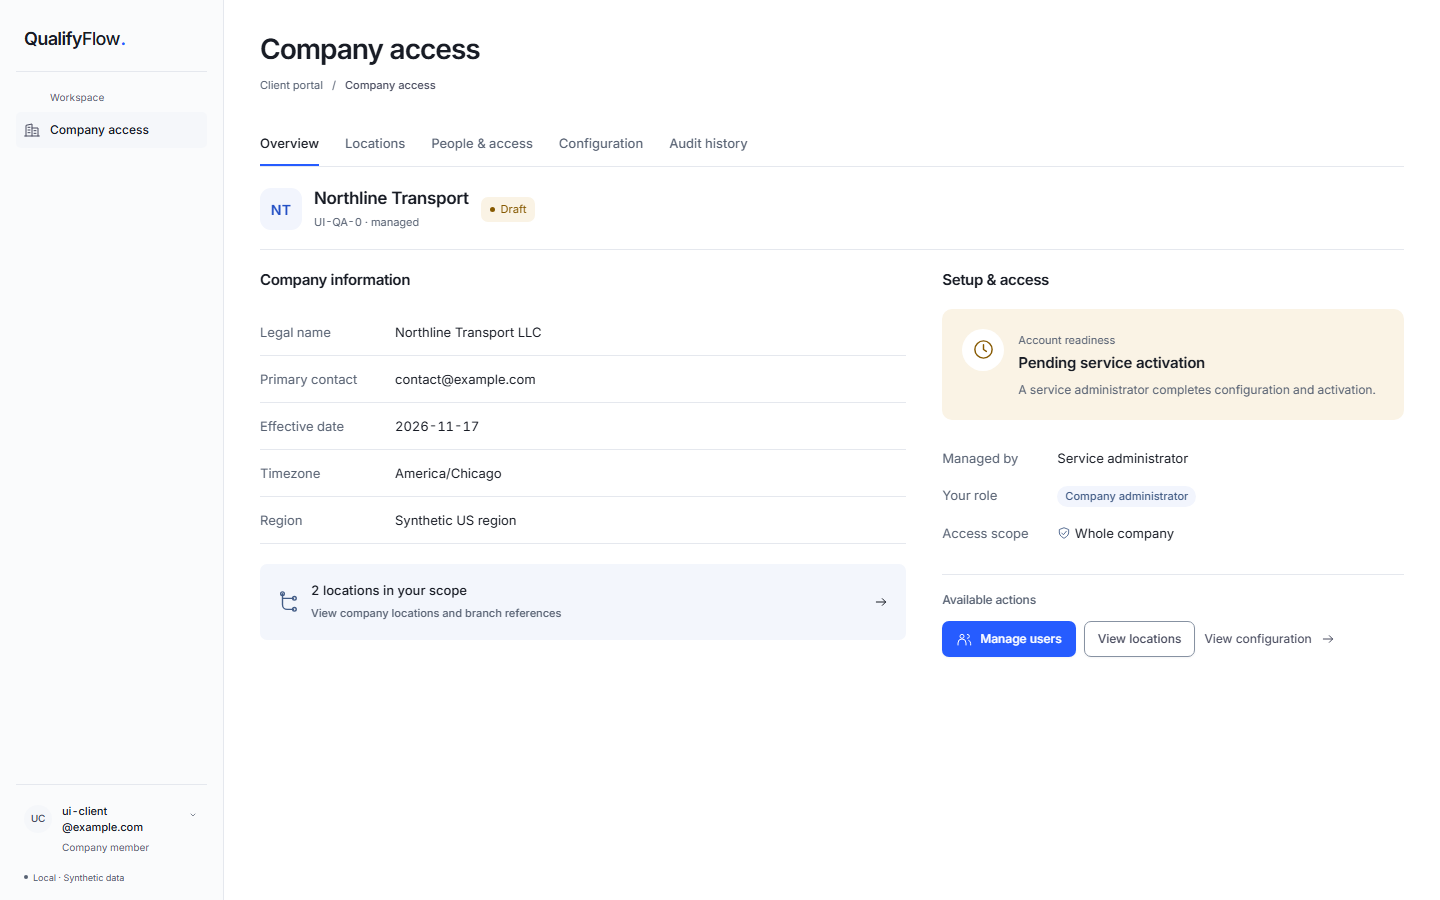 QualifyFlow.
Workspace
Company access
Company access
Client portal / Company access
Overview Locations People & access Configuration Audit history
NT
Northline Transport
UI-QA-0 · managed
Draft
Company information
Legal name Northline Transport LLC
Primary contact contact@example.com
Effective date 2026-11-17
Timezone America/Chicago
Region Synthetic US region
2 locations in your scope
View company locations and branch references
Setup & access
Account readiness
Pending service activation
A service administrator completes configuration and activation.
Managed by Service administrator
Your role Company administrator
Access scope Whole company
Available actions
Manage users View locations View configuration
UC
ui-client
@example.com
Company member
Local · Synthetic data